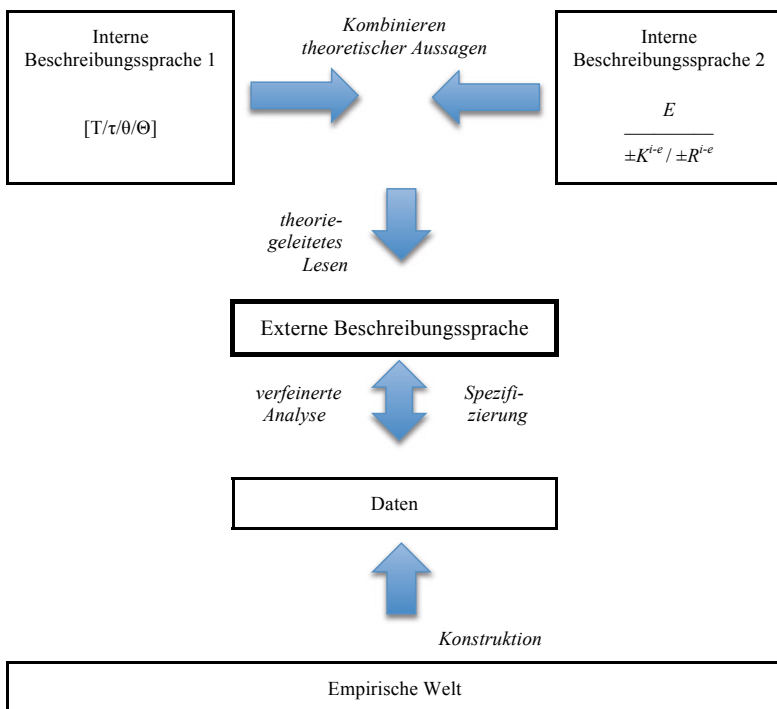 Interne
Beschreibungssprache 1
[T/τ/θ/Θ]
Kombinieren
theoretischer Aussagen
Interne
Beschreibungssprache 2
E
±K^{i-e} / ±R^{i-e}
theorie-
geleitetes
Lesen
Externe Beschreibungssprache
verfeinerte
Analyse
Spezifi-
zierung
Daten
Konstruktion
Empirische Welt